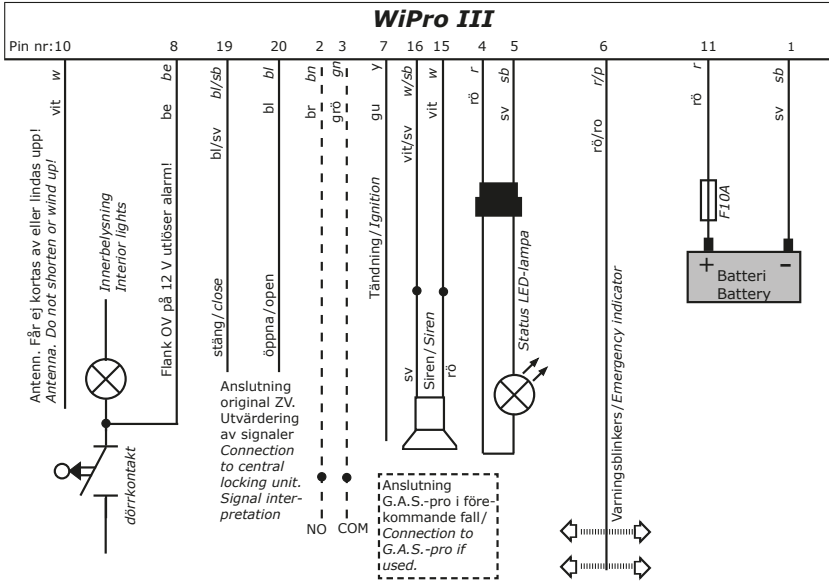 WiPro III
Pin nr:10 8 19 20 2 3 7 16 15 4 5 6 11 1
w be bl/sb bl bn gn y w/sb w r sb r/p r sb
vit be bl/sv bl br grö gu vit/sv vit rö sv rö/ro rö sv
Antenn. Får ej kortas av eller lindas upp!
Antenna. Do not shorten or wind up!
Innerbelysning
Interior lights
dörrkontakt
Flank OV på 12 V utlöser alarm!
stäng/close
öppna/open
Anslutning
original ZV.
Utvärdering
av signaler
Connection
to central
locking unit.
Signal inter-
pretation
NO COM
Tändning/Ignition
sv
Siren/Siren
rö
Status LED-lampa
Anslutning
G.A.S.-pro i före-
kommande fall/
Connection to
G.A.S.-pro if
used.
Varningsblinkers/Emergency indicator
F10A
+ -
Batteri
Battery